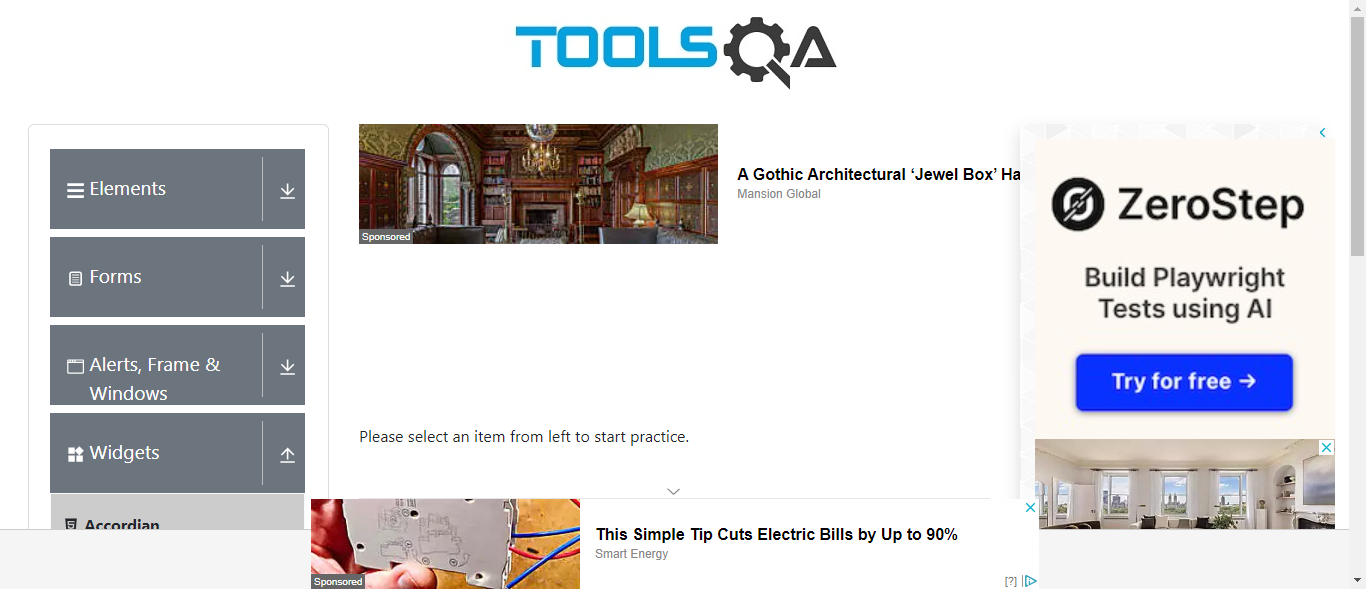 TOOLSQA
Elements
Forms
Alerts, Frame &
Windows
Widgets
Accordian
Sponsored
A Gothic Architectural ‘Jewel Box’ Ha
Mansion Global
Please select an item from left to start practice.
ZeroStep
Build Playwright
Tests using AI
Try for free →
Sponsored
This Simple Tip Cuts Electric Bills by Up to 90%
Smart Energy
[?]